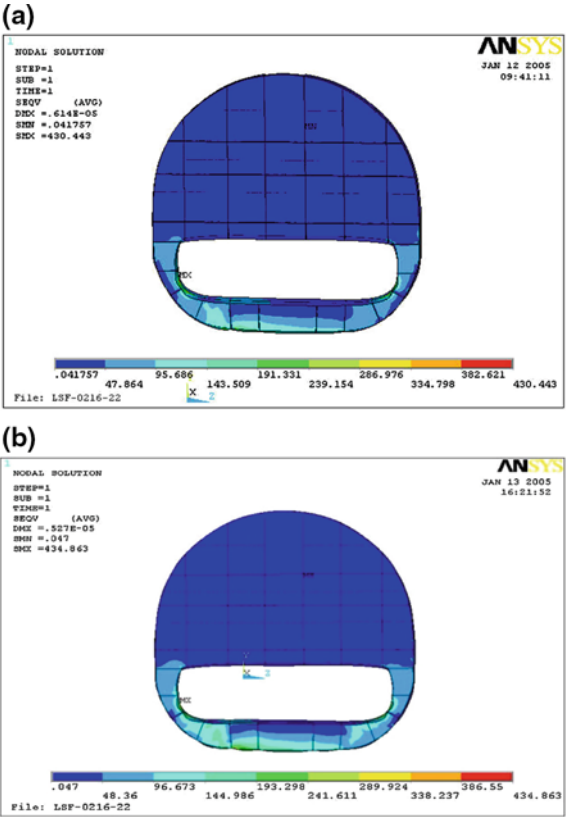 (a)
1
NODAL SOLUTION
ANSYS
STEP=1
SUB =1
TIME=1
SEQV (AVG)
DMX =.614E-05
SMN =.041757
SMX =430.443
JAN 12 2005
09:41:11
MN
MX
.041757 95.686 191.331 286.976 382.621
47.864 143.509 239.154 334.798 430.443
X
Z
File: LSF-0216-22
(b)
1
NODAL SOLUTION
ANSYS
STEP=1
SUB =1
TIME=1
SEQV (AVG)
DMX =.527E-05
SMN =.047
SMX =434.863
JAN 13 2005
16:21:52
X
MX
.047 96.673 193.298 289.924 386.55
48.36 144.986 241.611 338.237 434.863
File: LSF-0216-22